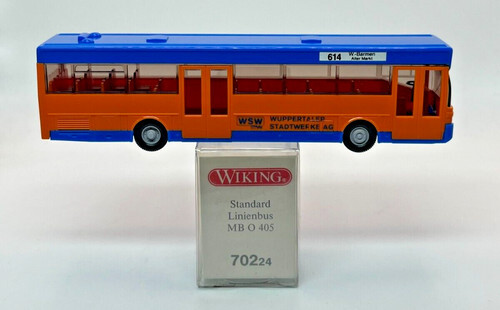 614 W.-Barmen
Alter Markt
WSW WUPPERTALER
STADTWERKE AG
WIKING®
Standard
Linienbus
MB O 405
70224